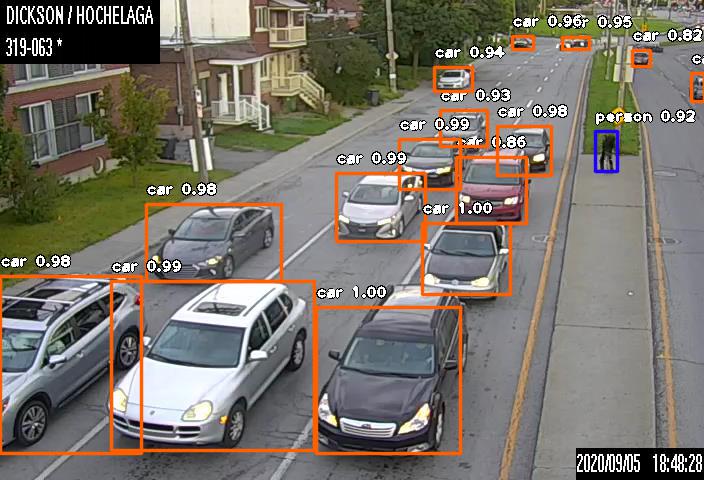 DICKSON / HOCHELAGA
319-063 *
car 0.96
r 0.95
car 0.82
car 0.94
ca
car 0.93
car 0.98
person 0.92
car 0.99
car 0.86
car 0.99
car 0.98
car 1.00
car 0.98
car 0.99
car 1.00
2020/09/05 18:48:28